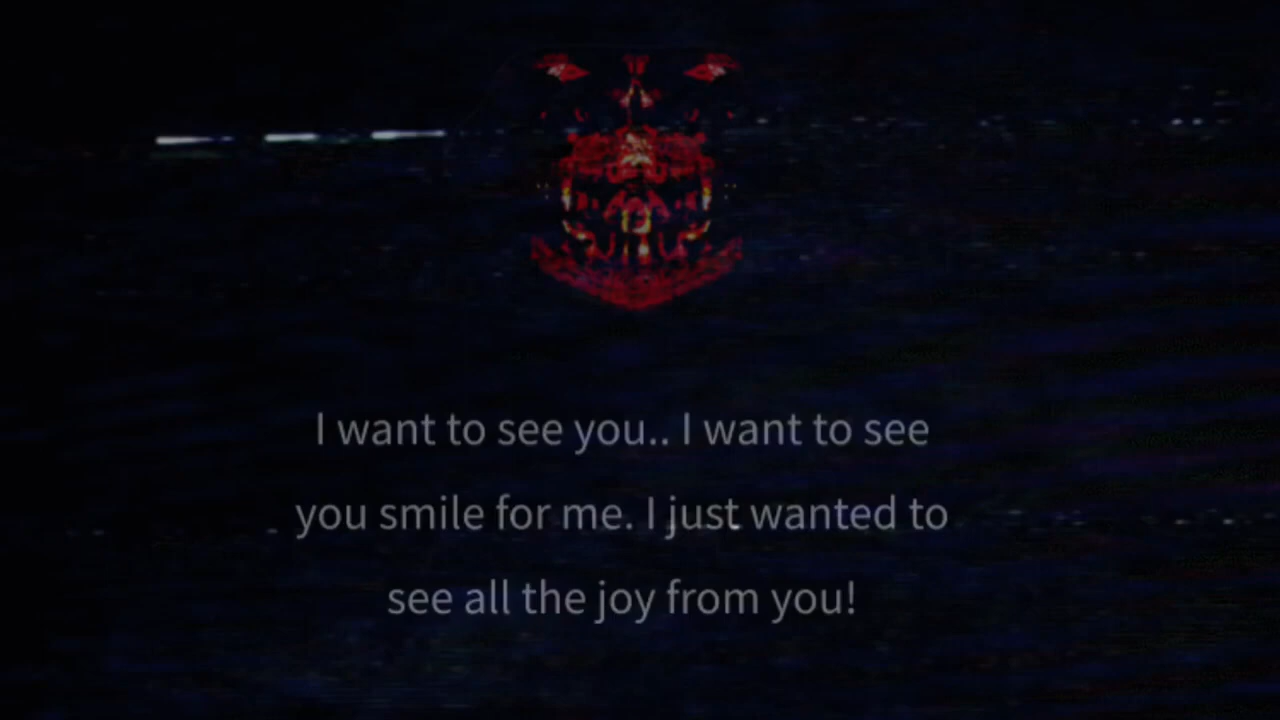 I want to see you.. I want to see
you smile for me. I just wanted to
see all the joy from you!